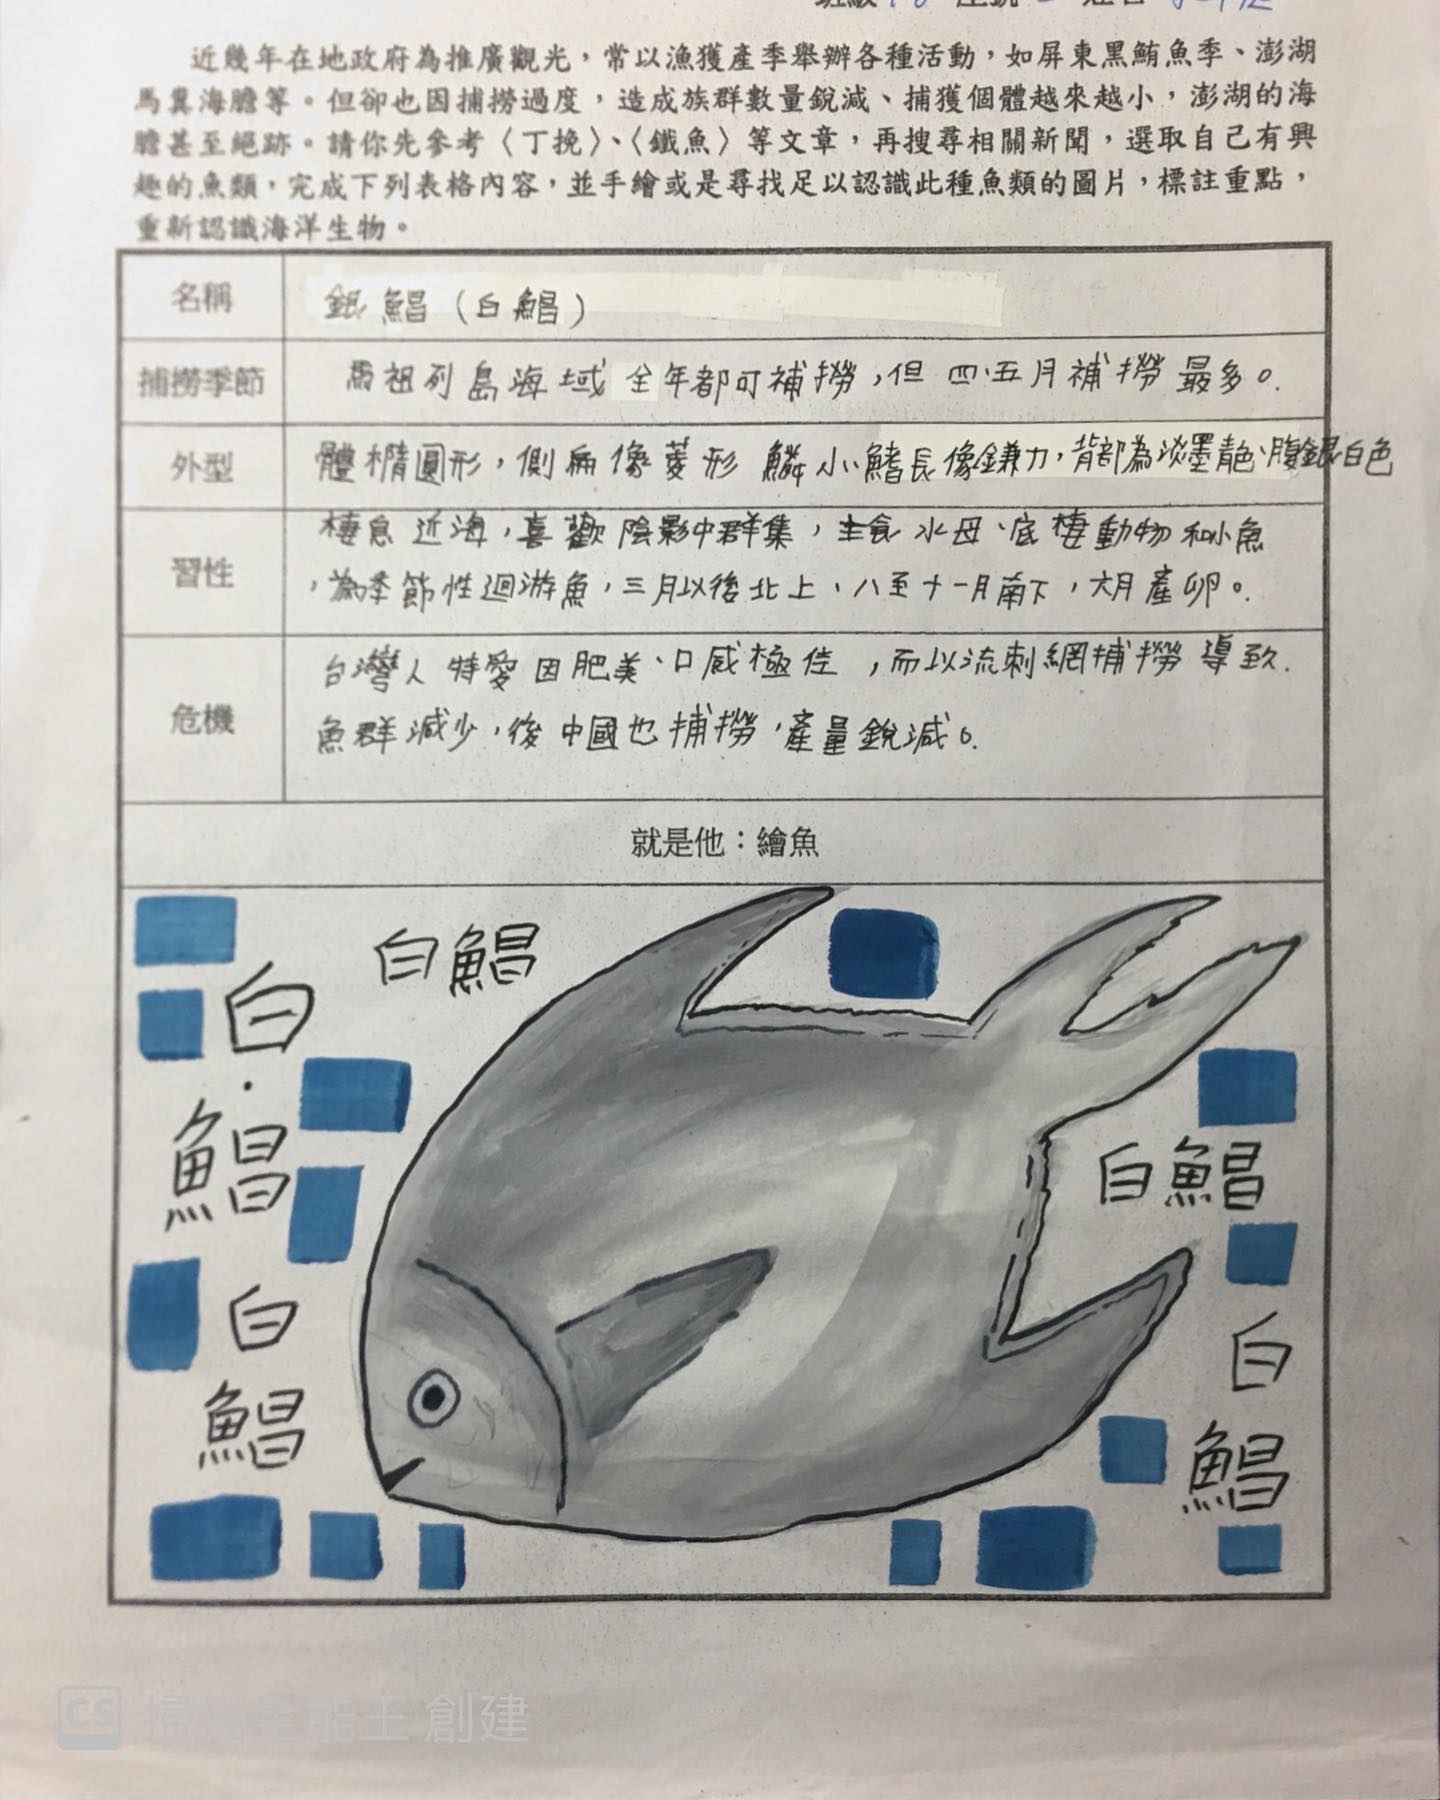 班級 座號 姓名
近幾年在地政府為推廣觀光，常以漁獲產季舉辦各種活動，如屏東黑鮪魚季、澎湖
馬糞海膽等。但卻也因捕撈過度，造成族群數量銳減、捕獲個體越來越小，澎湖的海
膽甚至絕跡。請你先參考〈丁挽〉、〈鐵魚〉等文章，再搜尋相關新聞，選取自己有興
趣的魚類，完成下列表格內容，並手繪或是尋找足以認識此種魚類的圖片，標註重點，
重新認識海洋生物。
名稱
銀鯧（白鯧）
捕撈季節
馬祖列島海域全年都可補撈，但四、五月補撈最多。
外型
體橢圓形，側扁像菱形 鱗小鰭長像鐮刀，背部為淡墨青色、腹銀白色
習性
棲息近海，喜歡陰影中群集，主食水母、底棲動物和小魚
，為季節性迴游魚，三月以後北上、八至十一月南下，六月產卵。
危機
台灣人特愛因肥美、口感極佳，而以流刺網捕撈導致
魚群減少，後中國也捕撈，產量銳減。
就是他：繪魚
白鯧
白·鯧
白鯧
白鯧
白鯧
CS 掃描全能王 創建